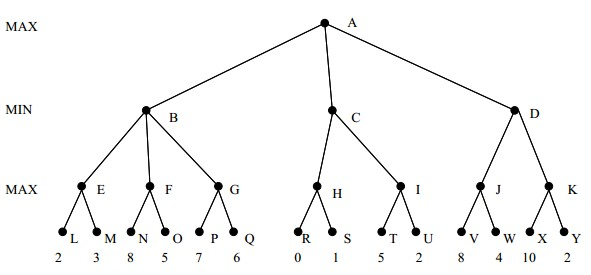 MAX A
MIN B C D
MAX E F G H I J K
L M N O P Q R S T U V W X Y
2 3 8 5 7 6 0 1 5 2 8 4 10 2